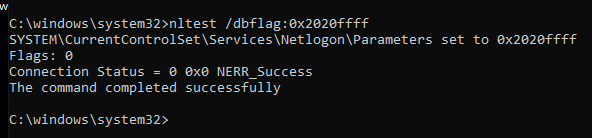 w
C:\windows\system32>nltest /dbflag:0x2020ffff
SYSTEM\CurrentControlSet\Services\Netlogon\Parameters set to 0x2020ffff
Flags: 0
Connection Status = 0 0x0 NERR_Success
The command completed successfully
C:\windows\system32>